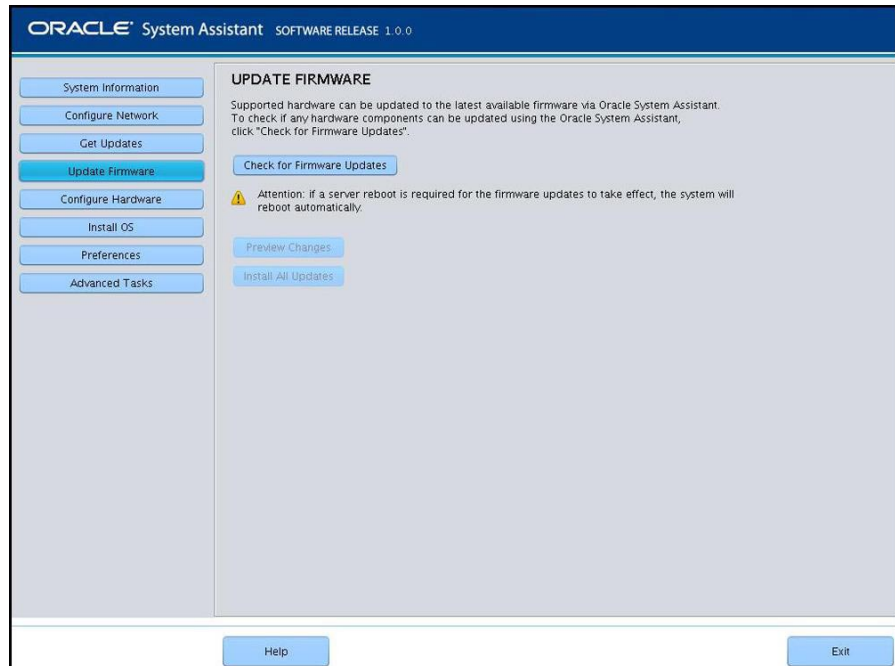 ORACLE System Assistant SOFTWARE RELEASE 1.0.0
System Information
Configure Network
Get Updates
Update Firmware
Configure Hardware
Install OS
Preferences
Advanced Tasks
UPDATE FIRMWARE
Supported hardware can be updated to the latest available firmware via Oracle System Assistant.
To check if any hardware components can be updated using the Oracle System Assistant,
click "Check for Firmware Updates".
Check for Firmware Updates
Attention: if a server reboot is required for the firmware updates to take effect, the system will
reboot automatically.
Preview Changes
Install All Updates
Help
Exit